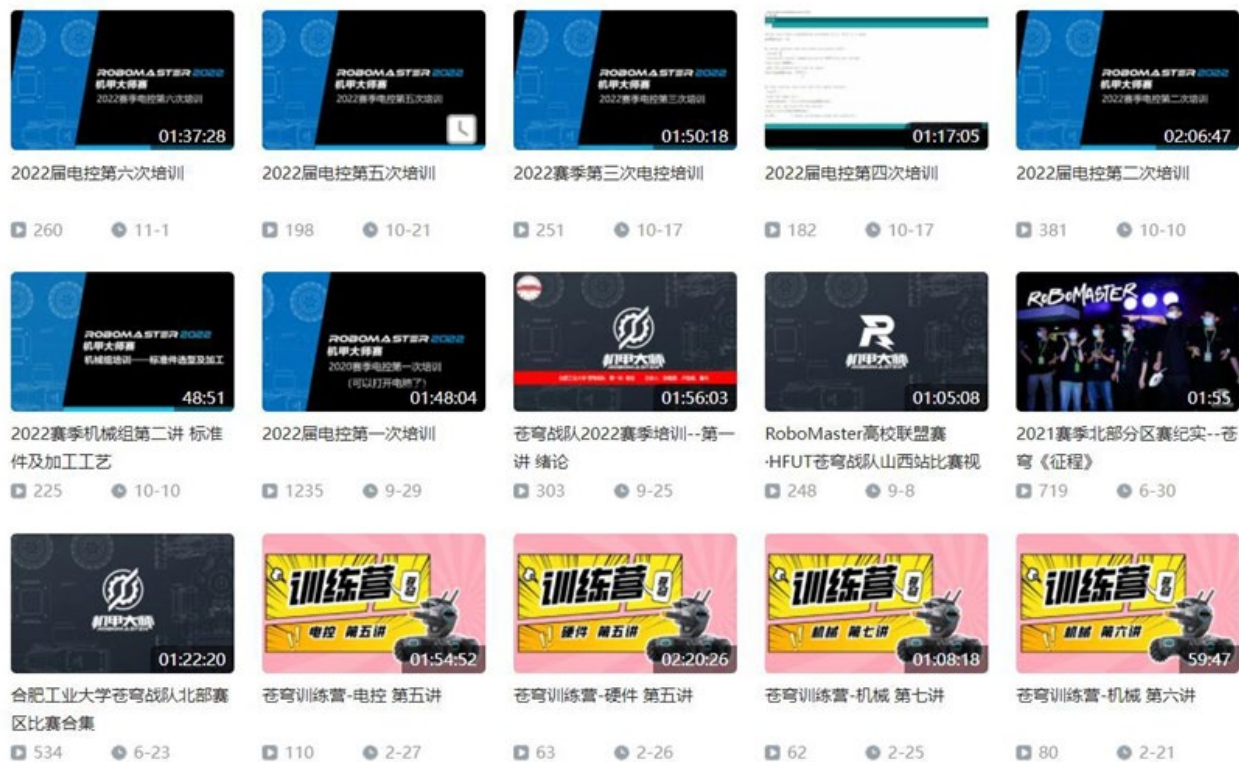 ROBOMASTER 2022
机甲大师赛
2022赛季电控第六次培训
01:37:28
2022届电控第六次培训
260
11-1
ROBOMASTER 2022
机甲大师赛
2022赛季电控第五次培训
2022届电控第五次培训
198
10-21
ROBOMASTER 2022
机甲大师赛
2022赛季电控第三次培训
01:50:18
2022赛季第三次电控培训
251
10-17
01:17:05
2022届电控第四次培训
182
10-17
ROBOMASTER 2022
机甲大师赛
2022赛季电控第二次培训
02:06:47
2022届电控第二次培训
381
10-10
ROBOMASTER 2022
机甲大师赛
机械组培训——标准件选型及加工
48:51
2022赛季机械组第二讲 标准
件及加工工艺
225
10-10
ROBOMASTER 2022
机甲大师赛
2020赛季电控第一次培训
(可以打开电脑了)
01:48:04
2022届电控第一次培训
1235
9-29
机甲大师
ROBOMASTER
01:56:03
苍穹战队2022赛季培训--第一
讲 绪论
303
9-25
机甲大师
ROBOMASTER
01:05:08
RoboMaster高校联盟赛
·HFUT苍穹战队山西站比赛视
248
9-8
ROBOMASTER
01:55
2021赛季北部分区赛纪实--苍
穹《征程》
719
6-30
机甲大师
ROBOMASTER
01:22:20
合肥工业大学苍穹战队北部赛
区比赛合集
534
6-23
训练营
电控 第五讲
01:54:52
苍穹训练营-电控 第五讲
110
2-27
训练营
硬件 第五讲
02:20:26
苍穹训练营-硬件 第五讲
63
2-26
训练营
机械 第七讲
01:08:18
苍穹训练营-机械 第七讲
62
2-25
训练营
机械 第六讲
59:47
苍穹训练营-机械 第六讲
80
2-21